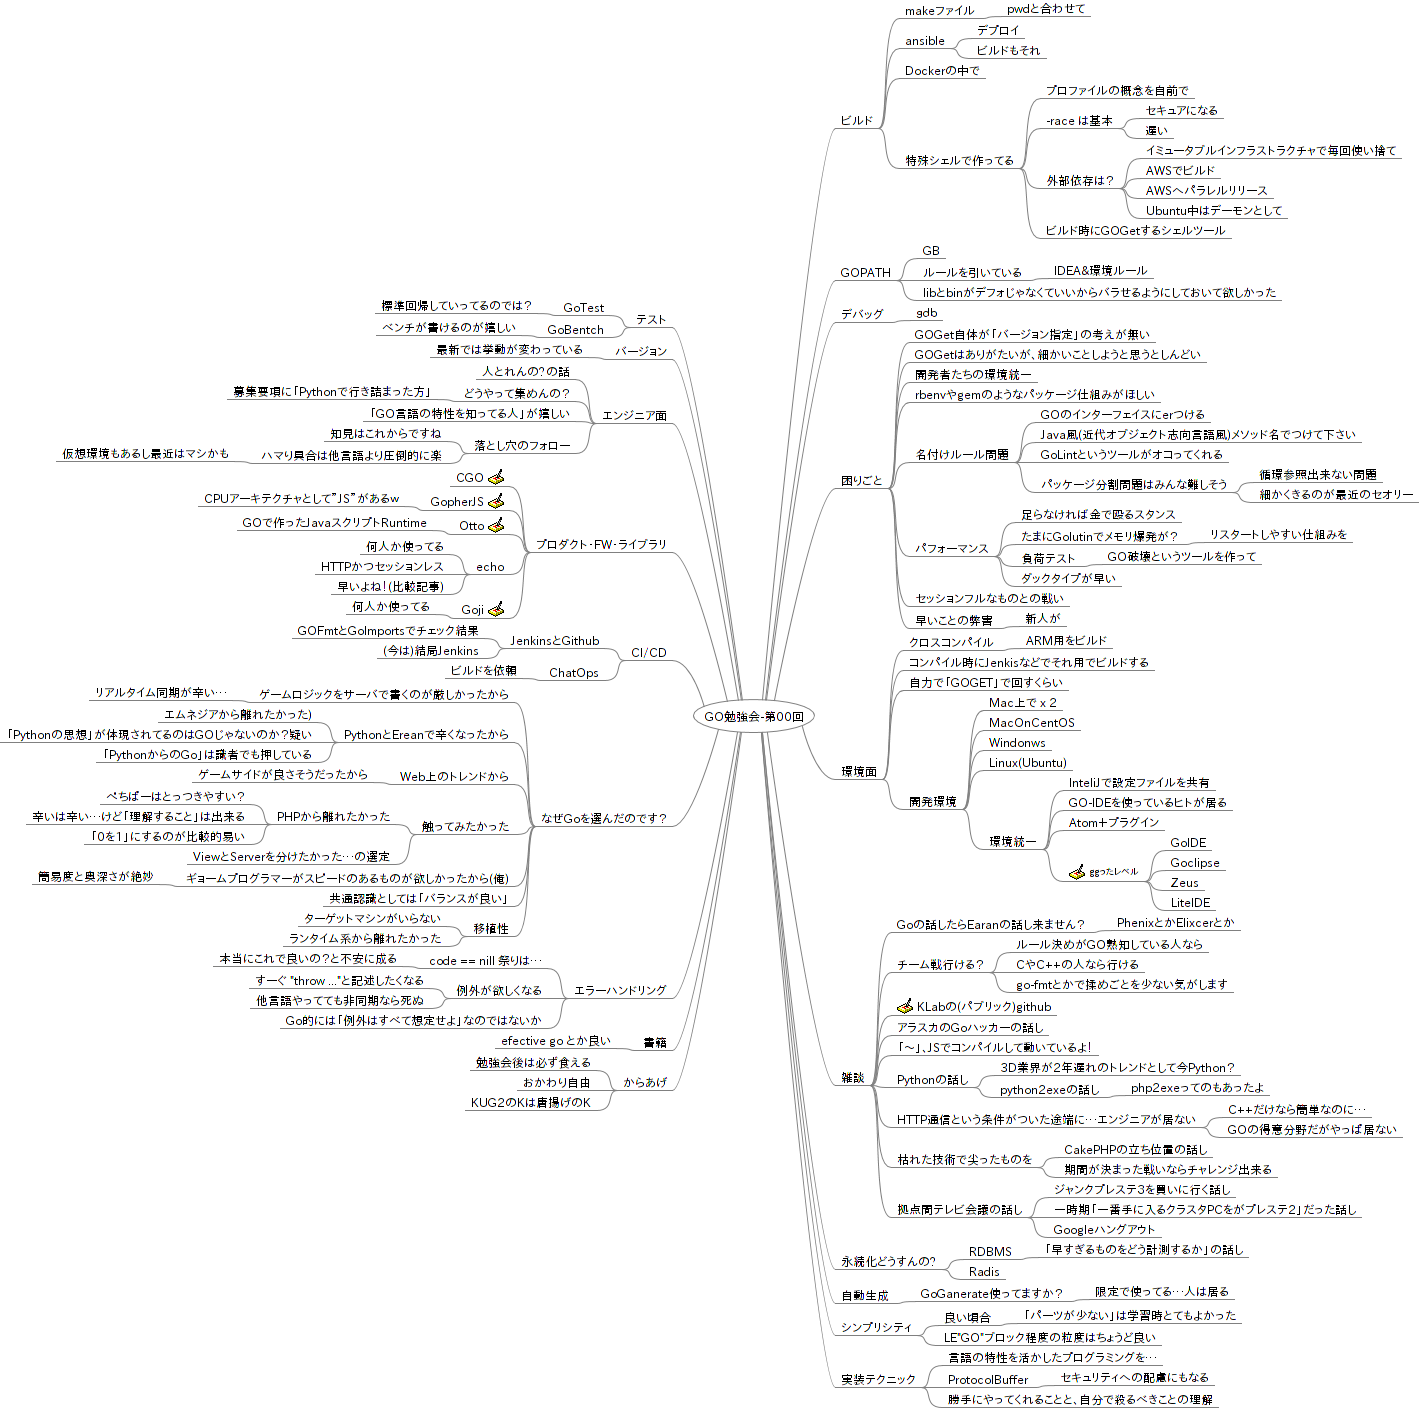 GO勉強会-第00回
ビルド
makeファイル
pwdと合わせて
ansible
デプロイ
ビルドもそれ
Dockerの中で
特殊シェルで作ってる
プロファイルの概念を自前で
-race は基本
セキュアになる
遅い
外部依存は？
イミュータブルインフラストラクチャで毎回使い捨て
AWSでビルド
AWSへパラレルリリース
Ubuntu中はデーモンとして
ビルド時にGOGetするシェルツール
GOPATH
GB
ルールを引いている
IDEA&環境ルール
libとbinがデフォじゃなくていいからバラせるようにしておいて欲しかった
デバッグ
gdb
困りごと
GOGet自体が「バージョン指定」の考えが無い
GOGetはありがたいが、細かいことしようと思うとしんどい
開発者たちの環境統一
rbenvやgemのようなパッケージ仕組みがほしい
名付けルール問題
GOのインターフェイスにerつける
Java風(近代オブジェクト志向言語風)メソッド名でつけて下さい
GoLintというツールがオコってくれる
パッケージ分割問題はみんな難しそう
循環参照出来ない問題
細かくきるのが最近のセオリー
パフォーマンス
足らなければ金で殴るスタンス
たまにGolutinでメモリ爆発が？
リスタートしやすい仕組みを
負荷テスト
GO破壊というツールを作って
ダックタイプが早い
セッションフルなものとの戦い
早いことの弊害
新人が
環境面
クロスコンパイル
ARM用をビルド
コンパイル時にJenkisなどでそれ用でビルドする
自力で「GOGET」で回すくらい
開発環境
Mac上で x 2
MacOnCentOS
Windonws
Linux(Ubuntu)
環境統一
InteliJで設定ファイルを共有
GO-IDEを使っているヒトが居る
Atom+プラグイン
ggったレベル
GoIDE
Goclipse
Zeus
LiteIDE
雑談
Goの話したらEaranの話し来ません？
PhenixとかElixcerとか
チーム戦行ける？
ルール決めがGO熟知している人なら
CやC++の人なら行ける
go-fmtとかで揉めごとを少ない気がします
KLabの(パブリック)github
アラスカのGoハッカーの話し
「〜」、JSでコンパイルして動いているよ！
Pythonの話し
3D業界が2年遅れのトレンドとして今Python？
python2exeの話し
php2exeってのもあったよ
HTTP通信という条件がついた途端に…エンジニアが居ない
C++だけなら簡単なのに…
GOの得意分野だがやっぱ居ない
枯れた技術で尖ったものを
CakePHPの立ち位置の話し
期間が決まった戦いならチャレンジ出来る
拠点間テレビ会議の話し
ジャンクプレステ3を買いに行く話し
一時期「一番手に入るクラスタPCをがプレステ2」だった話し
Googleハングアウト
永続化どうすんの？
RDBMS
「早すぎるものをどう計測するか」の話し
Radis
自動生成
GoGanerate使ってますか？
限定で使ってる…人は居る
シンプリシティ
良い頃合
「パーツが少ない」は学習時とてもよかった
LE"GO"ブロック程度の粒度はちょうど良い
実装テクニック
言語の特性を活かしたプログラミングを…
ProtocolBuffer
セキュリティへの配慮にもなる
勝手にやってくれることと、自分で殺るべきことの理解
テスト
GoTest
標準回帰していってるのでは？
GoBentch
ベンチが書けるのが嬉しい
バージョン
最新では挙動が変わっている
エンジニア面
人とれんの？の話
どうやって集めんの？
募集要項に「Pythonで行き詰まった方」
「GO言語の特性を知ってる人」が嬉しい
落とし穴のフォロー
知見はこれからですね
ハマり具合は他言語より圧倒的に楽
仮想環境もあるし最近はマシかも
プロダクト・FW・ライブラリ
CGO
GopherJS
CPUアーキテクチャとして"JS"があるw
Otto
GOで作ったJavaスクリプトRuntime
echo
何人か使ってる
HTTPかつセッションレス
早いよね！(比較記事)
Goji
何人か使ってる
CI/CD
JenkinsとGithub
GOFmtとGoImportsでチェック結果
(今は)結局Jenkins
ChatOps
ビルドを依頼
なぜGoを選んだのです？
ゲームロジックをサーバで書くのが厳しかったから
リアルタイム同期が辛い…
PythonとEreanで辛くなったから
エムネジアから離れたかった)
「Pythonの思想」が体現されてるのはGOじゃないのか？疑い
「PythonからのGo」は識者でも押している
Web上のトレンドから
ゲームサイドが良さそうだったから
触ってみたかった
PHPから離れたかった
ぺちぱーはとっつきやすい？
辛いは辛い…けど「理解すること」は出来る
「0を1」にするのが比較的易い
ViewとServerを分けたかった…の選定
ギョームプログラマーがスピードのあるものが欲しかったから(俺)
簡易度と奥深さが絶妙
共通認識としては「バランスが良い」
移植性
ターゲットマシンがいらない
ランタイム系から離れたかった
エラーハンドリング
code == nill 祭りは…
本当にこれで良いの？と不安に成る
例外が欲しくなる
すーぐ "throw ..."と記述したくなる
他言語やってても非同期なら死ぬ
Go的には「例外はすべて想定せよ」なのではないか
書籍
efective go とか良い
からあげ
勉強会後は必ず食える
おかわり自由
KUG2のKは唐揚げのK